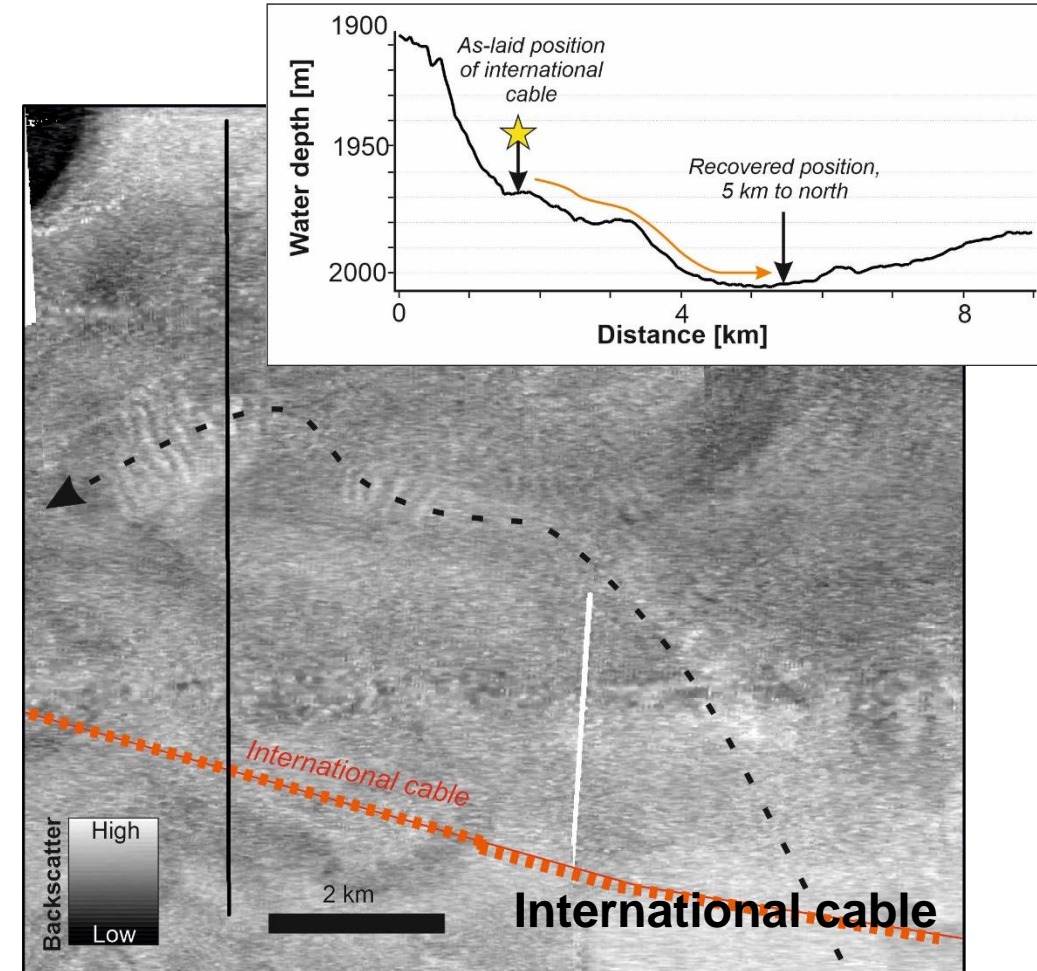 1900
As-laid position
of international
cable
Water depth [m]
1950
Recovered position,
5 km to north
2000
0
4
8
Distance [km]
International cable
Backscatter
High
Low
2 km
International cable